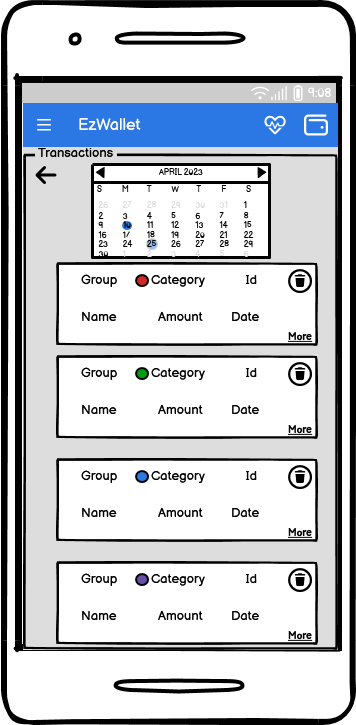 9:08
EzWallet
Transactions
APRIL 2023
S M T W T F S
26 27 28 29 30 31 1
2 3 4 5 6 7 8
9 10 11 12 13 14 15
16 17 18 19 20 21 22
23 24 25 26 27 28 29
30 1 2 3 4 5 6
Group Category Id
Name Amount Date
More
Group Category Id
Name Amount Date
More
Group Category Id
Name Amount Date
More
Group Category Id
Name Amount Date
More